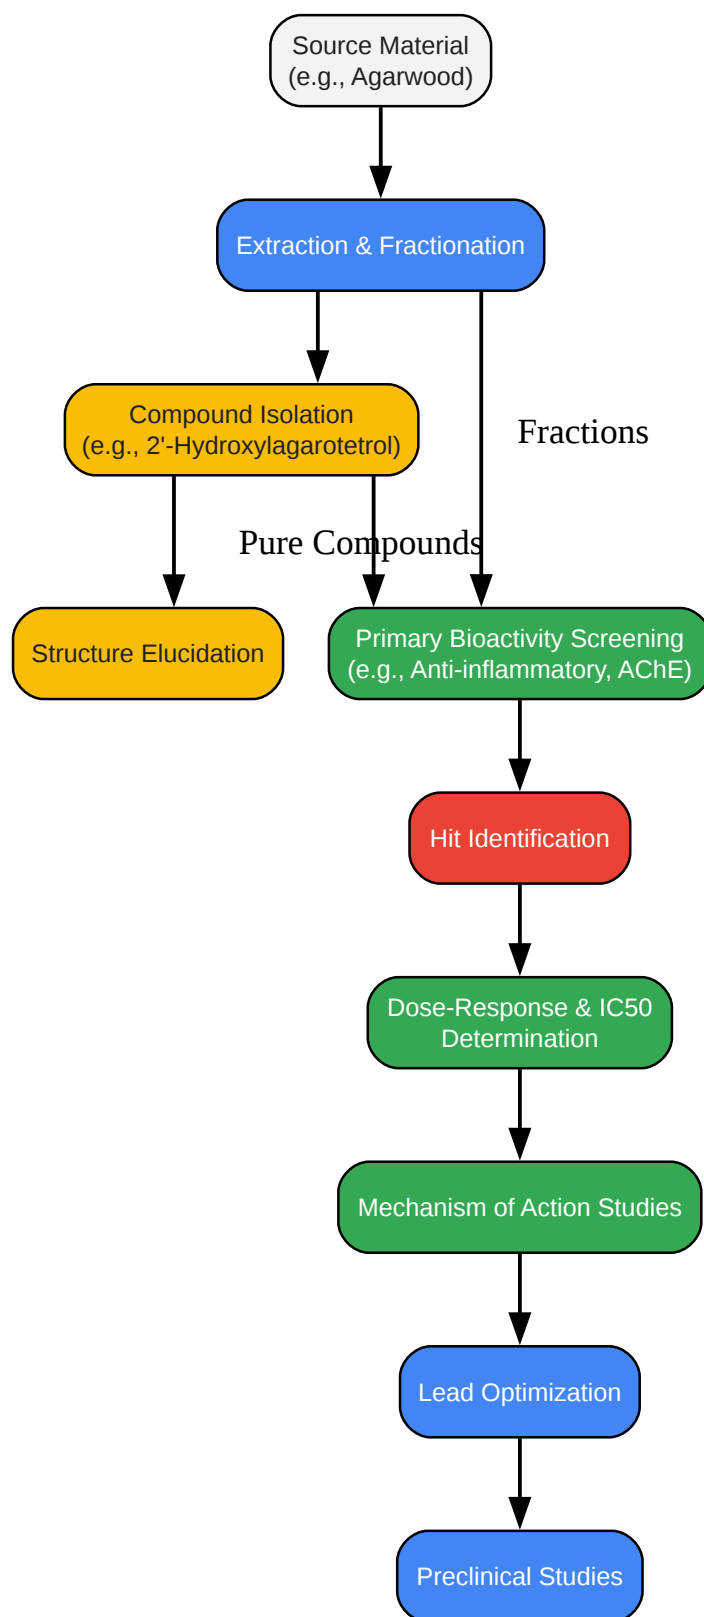 Source Material
(e.g., Agarwood)
Extraction & Fractionation
Compound Isolation
(e.g., 2'-Hydroxylagarotetrol)
Fractions
Pure Compounds
Structure Elucidation
Primary Bioactivity Screening
(e.g., Anti-inflammatory, AChE)
Hit Identification
Dose-Response & IC50
Determination
Mechanism of Action Studies
Lead Optimization
Preclinical Studies